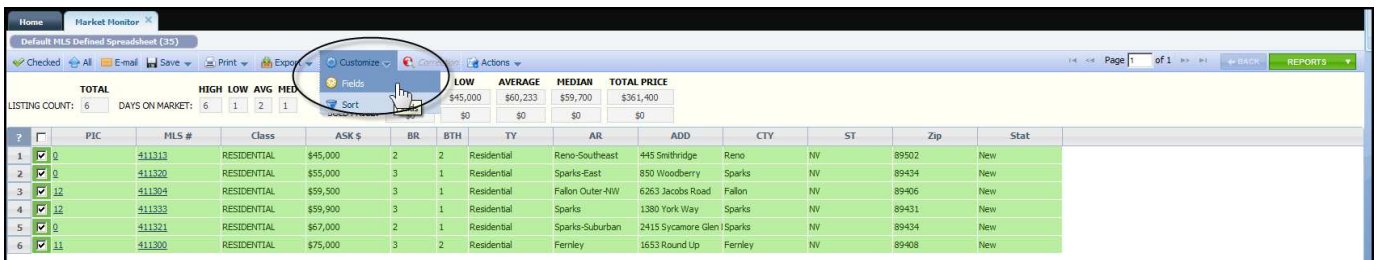 Home Market Monitor
Default MLS Defined Spreadsheet (35)
Checked All E-mail Save Print Export Customize Actions Page 1 of 1 BACK REPORTS
Fields
Sort
TOTAL HIGH LOW AVG MED LOW AVERAGE MEDIAN TOTAL PRICE
LISTING COUNT: 6 DAYS ON MARKET: 6 1 2 1 $45,000 $60,233 $59,700 $361,400
$0 $0 $0 $0
? PIC MLS # Class ASK $ BR BTH TY AR ADD CTY ST Zip Stat
1 0 411313 RESIDENTIAL $45,000 2 2 Residential Reno-Southeast 445 Smithridge Reno NV 89502 New
2 0 411320 RESIDENTIAL $55,000 3 1 Residential Sparks-East 850 Woodberry Sparks NV 89434 New
3 12 411304 RESIDENTIAL $59,500 3 1 Residential Fallon Outer-NW 6263 Jacobs Road Fallon NV 89406 New
4 12 411333 RESIDENTIAL $59,900 3 1 Residential Sparks 1380 York Way Sparks NV 89431 New
5 0 411321 RESIDENTIAL $67,000 2 1 Residential Sparks-Suburban 2415 Sycamore Glen Sparks NV 89434 New
6 11 411300 RESIDENTIAL $75,000 3 2 Residential Fernley 1653 Round Up Fernley NV 89408 New